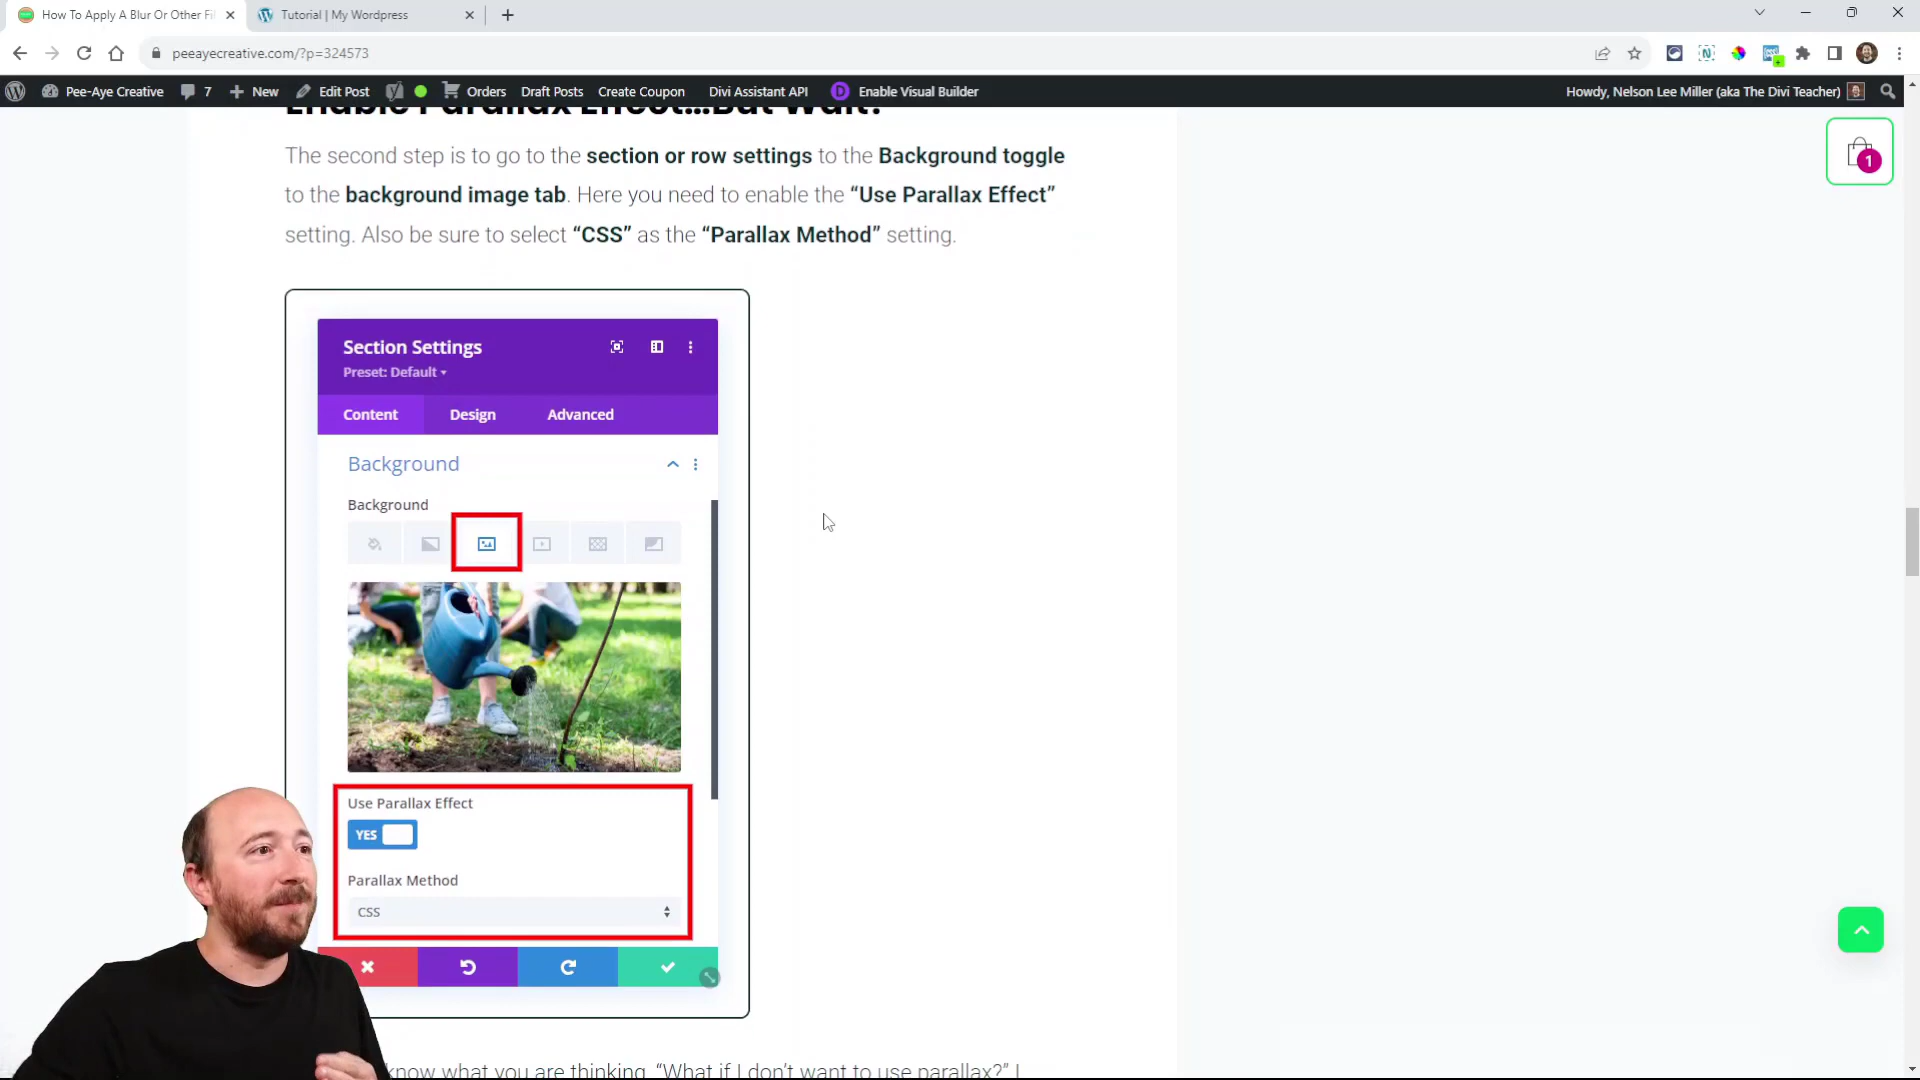 How To Apply A Blur Or Other Fi
Tutorial | My Wordpress
peeayecreative.com/?p=324573
Pee-Aye Creative 7 New Edit Post Orders Draft Posts Create Coupon Divi Assistant API Enable Visual Builder Howdy, Nelson Lee Miller (aka The Divi Teacher)
Enable Parallax Effect...But Wait!
1
The second step is to go to the section or row settings to the Background toggle
to the background image tab. Here you need to enable the “Use Parallax Effect”
setting. Also be sure to select “CSS” as the “Parallax Method” setting.
Section Settings
Preset: Default
Content Design Advanced
Background
Background
Use Parallax Effect
YES
Parallax Method
CSS
know what you are thinking, “What if I don’t want to use parallax?” I